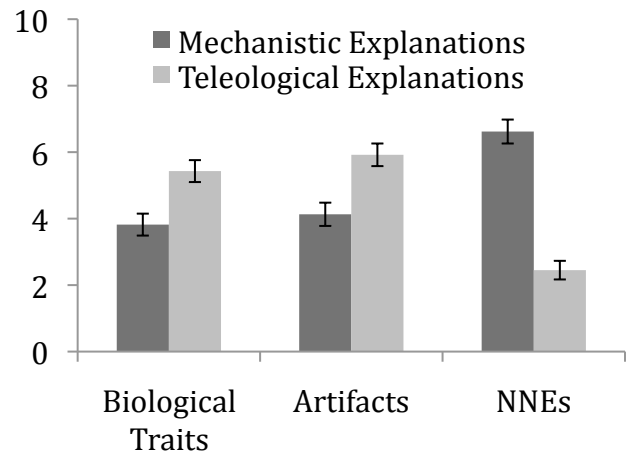 10
Mechanistic Explanations
Teleological Explanations
8
6
4
2
0
Biological Traits
Artifacts
NNEs